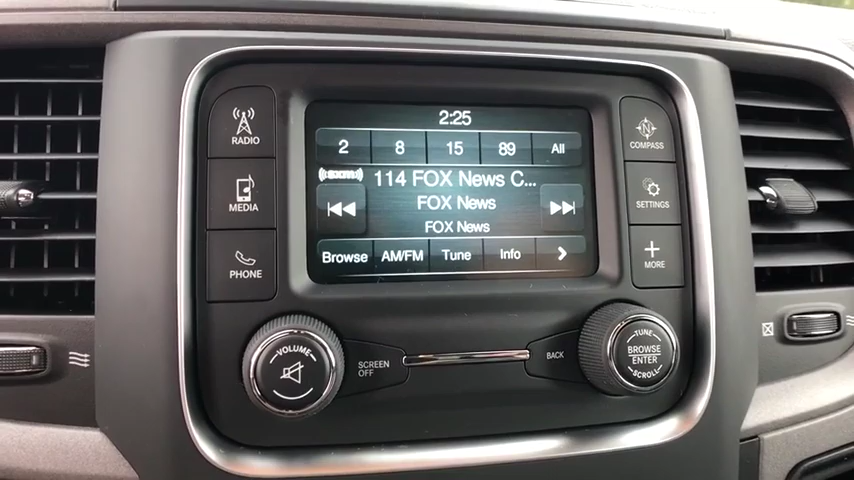 2:25
2 8 15 89 All
((SiriusXM))
114 FOX News C...
FOX News
FOX News
Browse AM/FM Tune Info >
RADIO
MEDIA
PHONE
N
COMPASS
SETTINGS
+
MORE
VOLUME
SCREEN
OFF
BACK
TUNE
BROWSE
ENTER
SCROLL